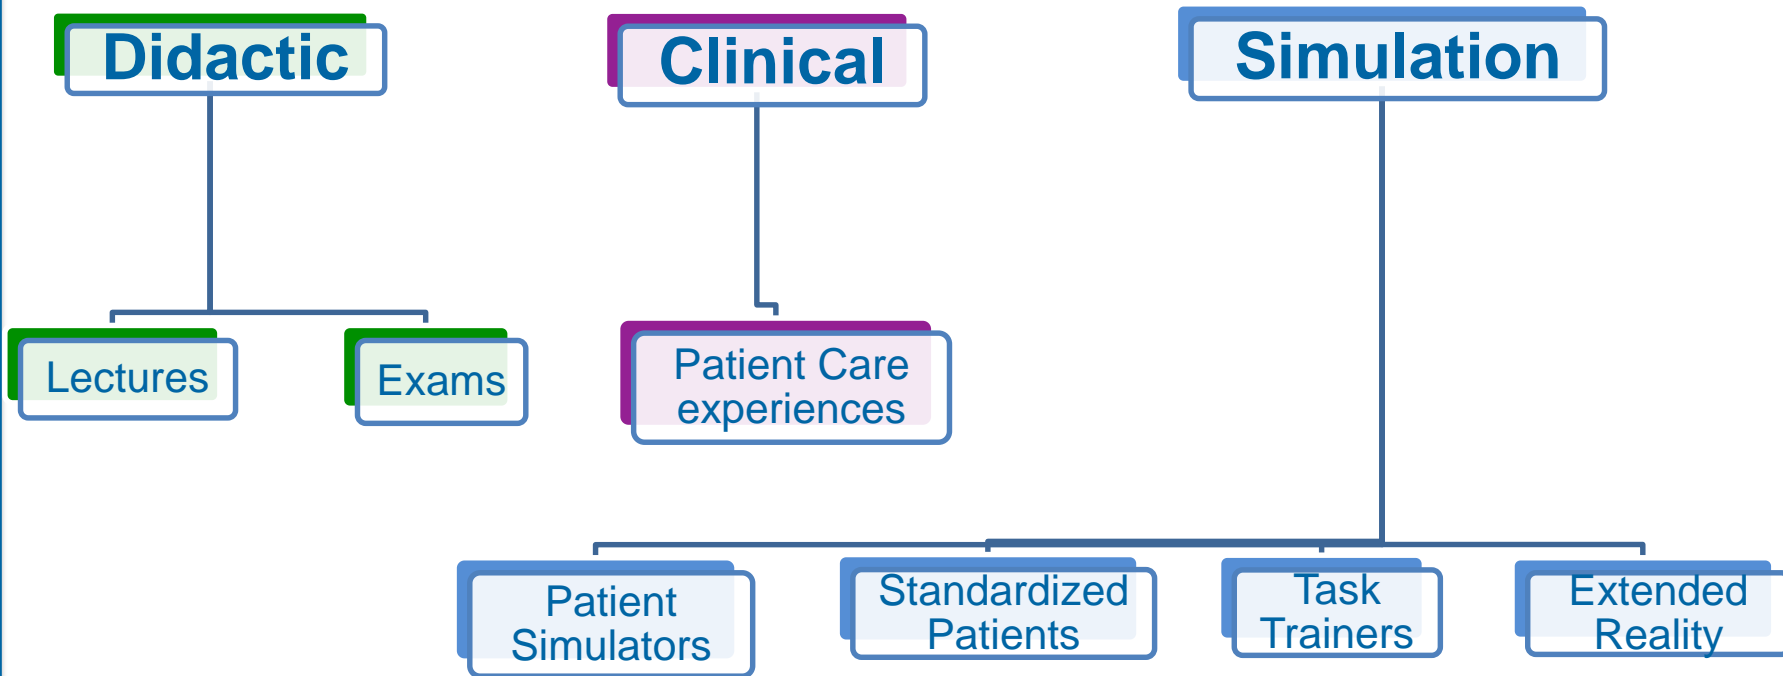 Didactic
Clinical
Simulation
Lectures
Exams
Patient Care
experiences
Patient
Simulators
Standardized
Patients
Task
Trainers
Extended
Reality